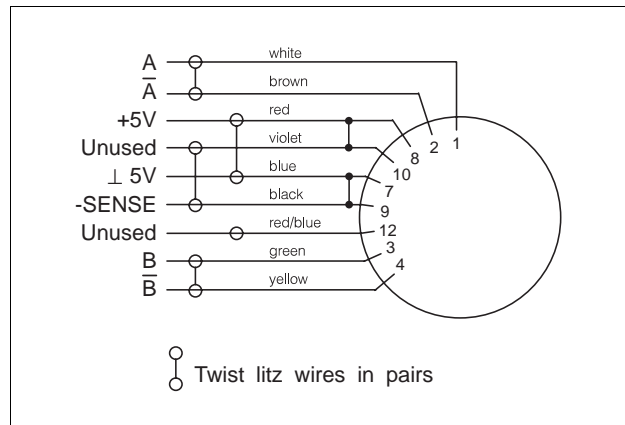 A white
A̅ brown
+5V red
Unused violet
⊥ 5V blue
-SENSE black
Unused red/blue
B green
B̅ yellow
1
2
8
10
7
9
12
3
4
Twist litz wires in pairs